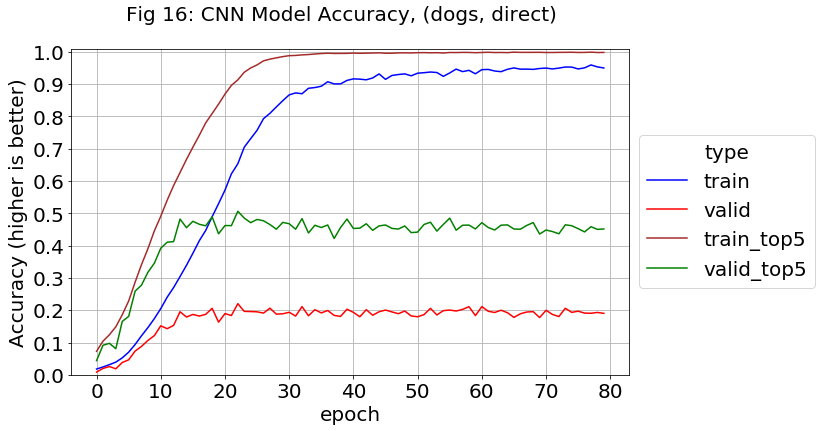 Fig 16: CNN Model Accuracy, (dogs, direct)
Accuracy (higher is better)
1.0
0.9
0.8
0.7
0.6
0.5
0.4
0.3
0.2
0.1
0.0
0 10 20 30 40 50 60 70 80
epoch
type
train
valid
train_top5
valid_top5